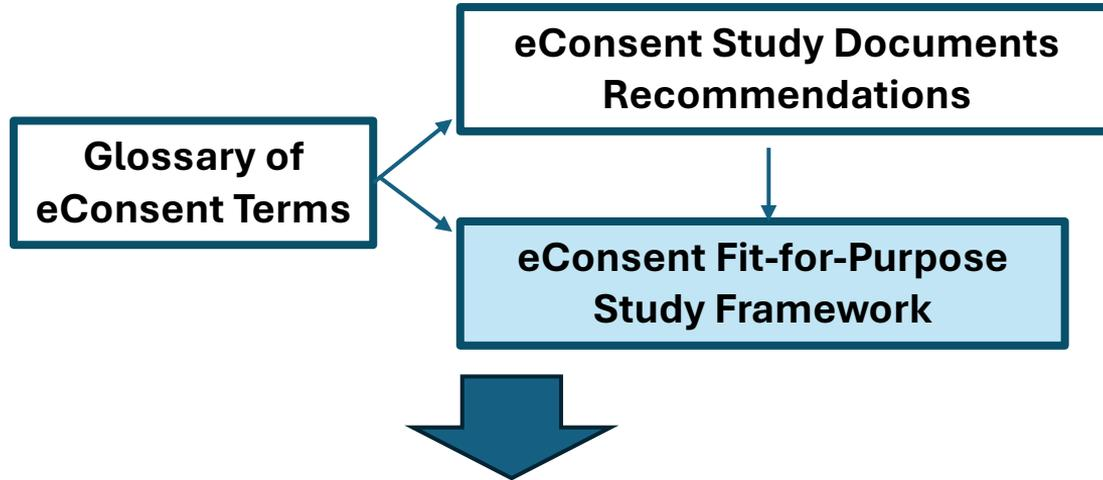 eConsent Study Documents
Recommendations
Glossary of
eConsent Terms
eConsent Fit-for-Purpose
Study Framework